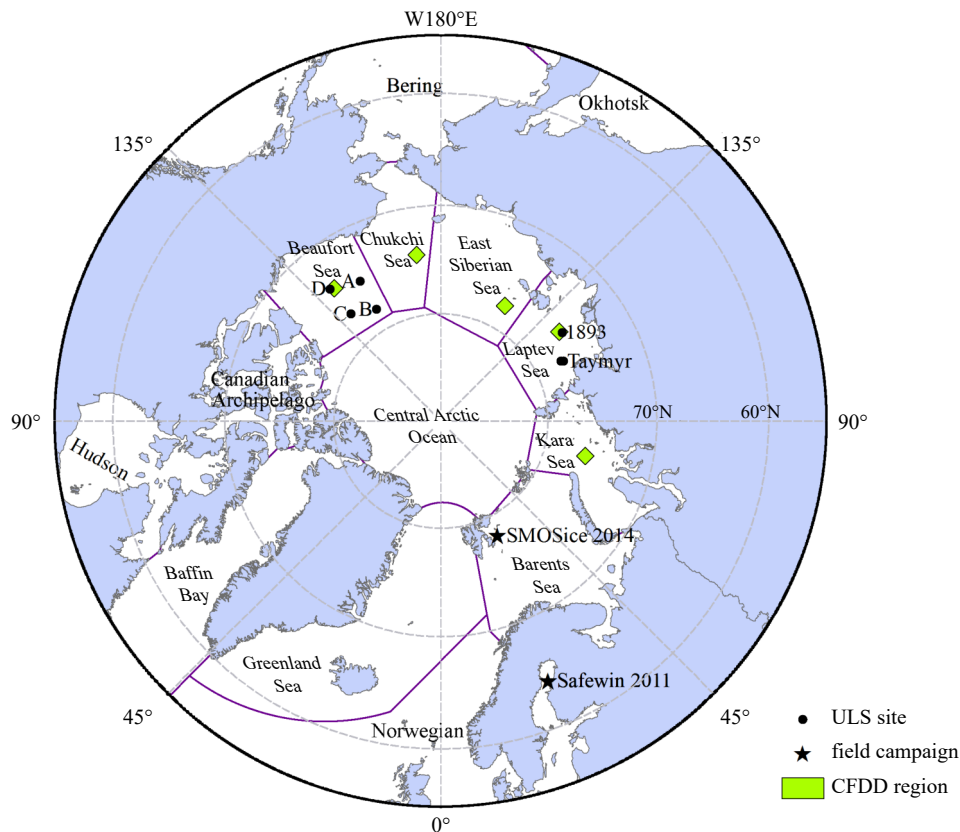 W180°E
Bering
Okhotsk
135°
135°
Beaufort
Sea
Chukchi
Sea
East
Siberian
Sea
D
A
C
B
1893
Laptev
Sea
Taymyr
Canadian
Archipelago
Central Arctic
Ocean
90°
70°N
60°N
90°
Hudson
Kara
Sea
SMOSice 2014
Barents
Sea
Baffin
Bay
Greenland
Sea
Safewin 2011
Norwegian
45°
45°
0°
ULS site
field campaign
CFDD region